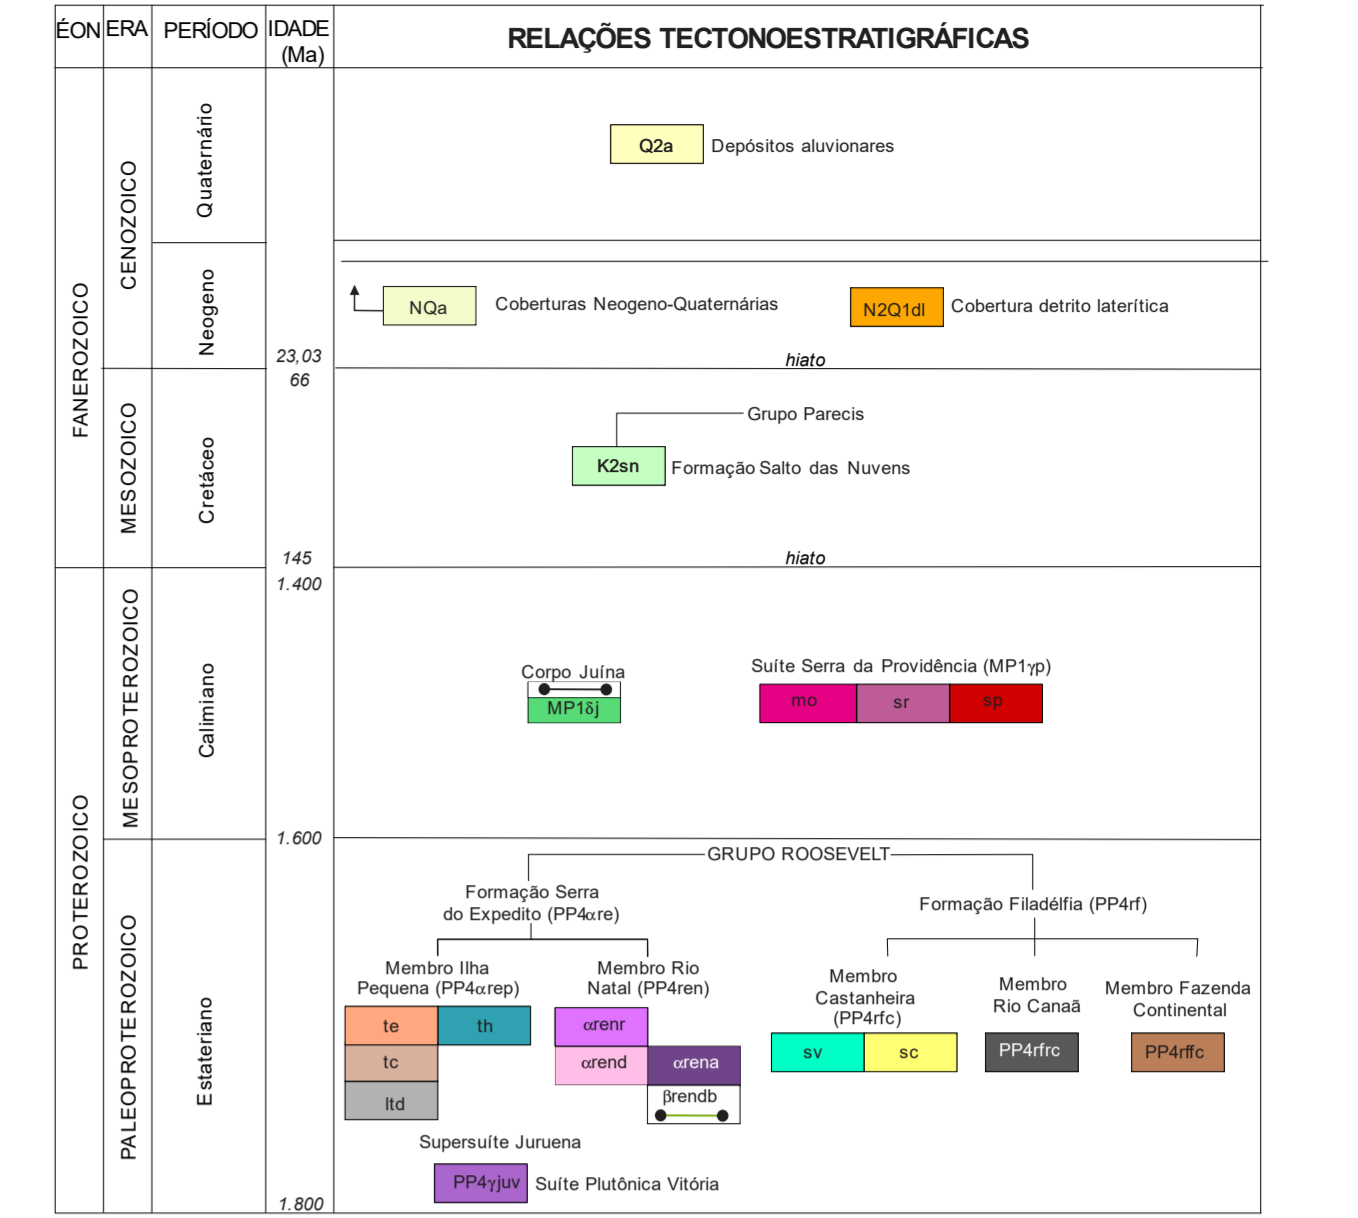 ÉON ERA PERÍODO IDADE (Ma) RELAÇÕES TECTONOESTRATIGRÁFICAS
FANEROZOICO
CENOZOICO
Quaternário
Q2a Depósitos aluvionares
Neogeno
NQa Coberturas Neogeno-Quaternárias N2Q1dl Cobertura detrito laterítica
23,03 hiato
66
MESOZOICO
Cretáceo
Grupo Parecis
K2sn Formação Salto das Nuvens
145 hiato
1.400
PROTEROZOICO
MESOPROTEROZOICO
Calimiano
Corpo Juína
MP1δj
Suíte Serra da Providência (MP1γp)
mo sr sp
1.600
PALEOPROTEROZOICO
Estateriano
GRUPO ROOSEVELT
Formação Serra
do Expedito (PP4αre)
Membro Ilha
Pequena (PP4αrep)
te th
tc
ltd
Membro Rio
Natal (PP4ren)
αrenr
αrend αrena
βrendb
Formação Filadélfia (PP4rf)
Membro
Castanheira
(PP4rfc)
sv sc
Membro
Rio Canaã
PP4rfrc
Membro Fazenda
Continental
PP4rffc
Supersuíte Juruena
PP4γjuv Suíte Plutônica Vitória
1.800